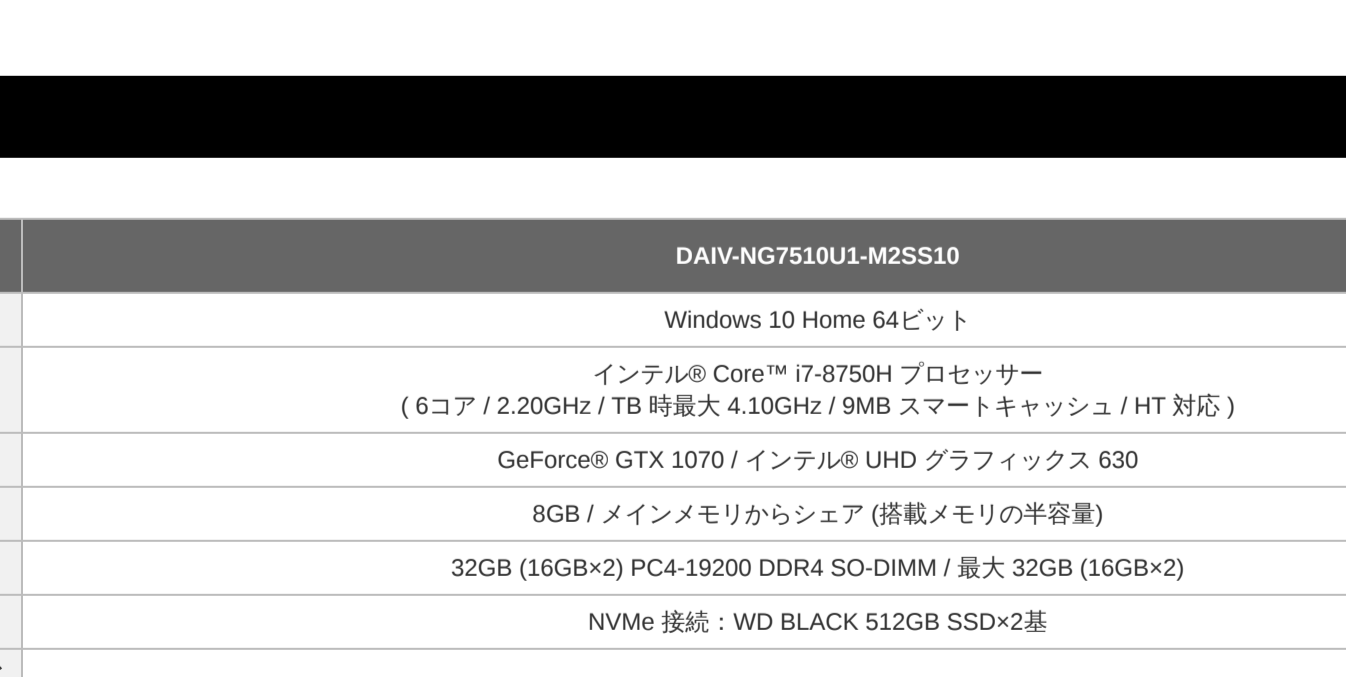 DAIV-NG7510U1-M2SS10
Windows 10 Home 64ビット
インテル® Core™ i7-8750H プロセッサー
( 6コア / 2.20GHz / TB 時最大 4.10GHz / 9MB スマートキャッシュ / HT 対応 )
GeForce® GTX 1070 / インテル® UHD グラフィックス 630
8GB / メインメモリからシェア (搭載メモリの半容量)
32GB (16GB×2) PC4-19200 DDR4 SO-DIMM / 最大 32GB (16GB×2)
NVMe 接続：WD BLACK 512GB SSD×2基